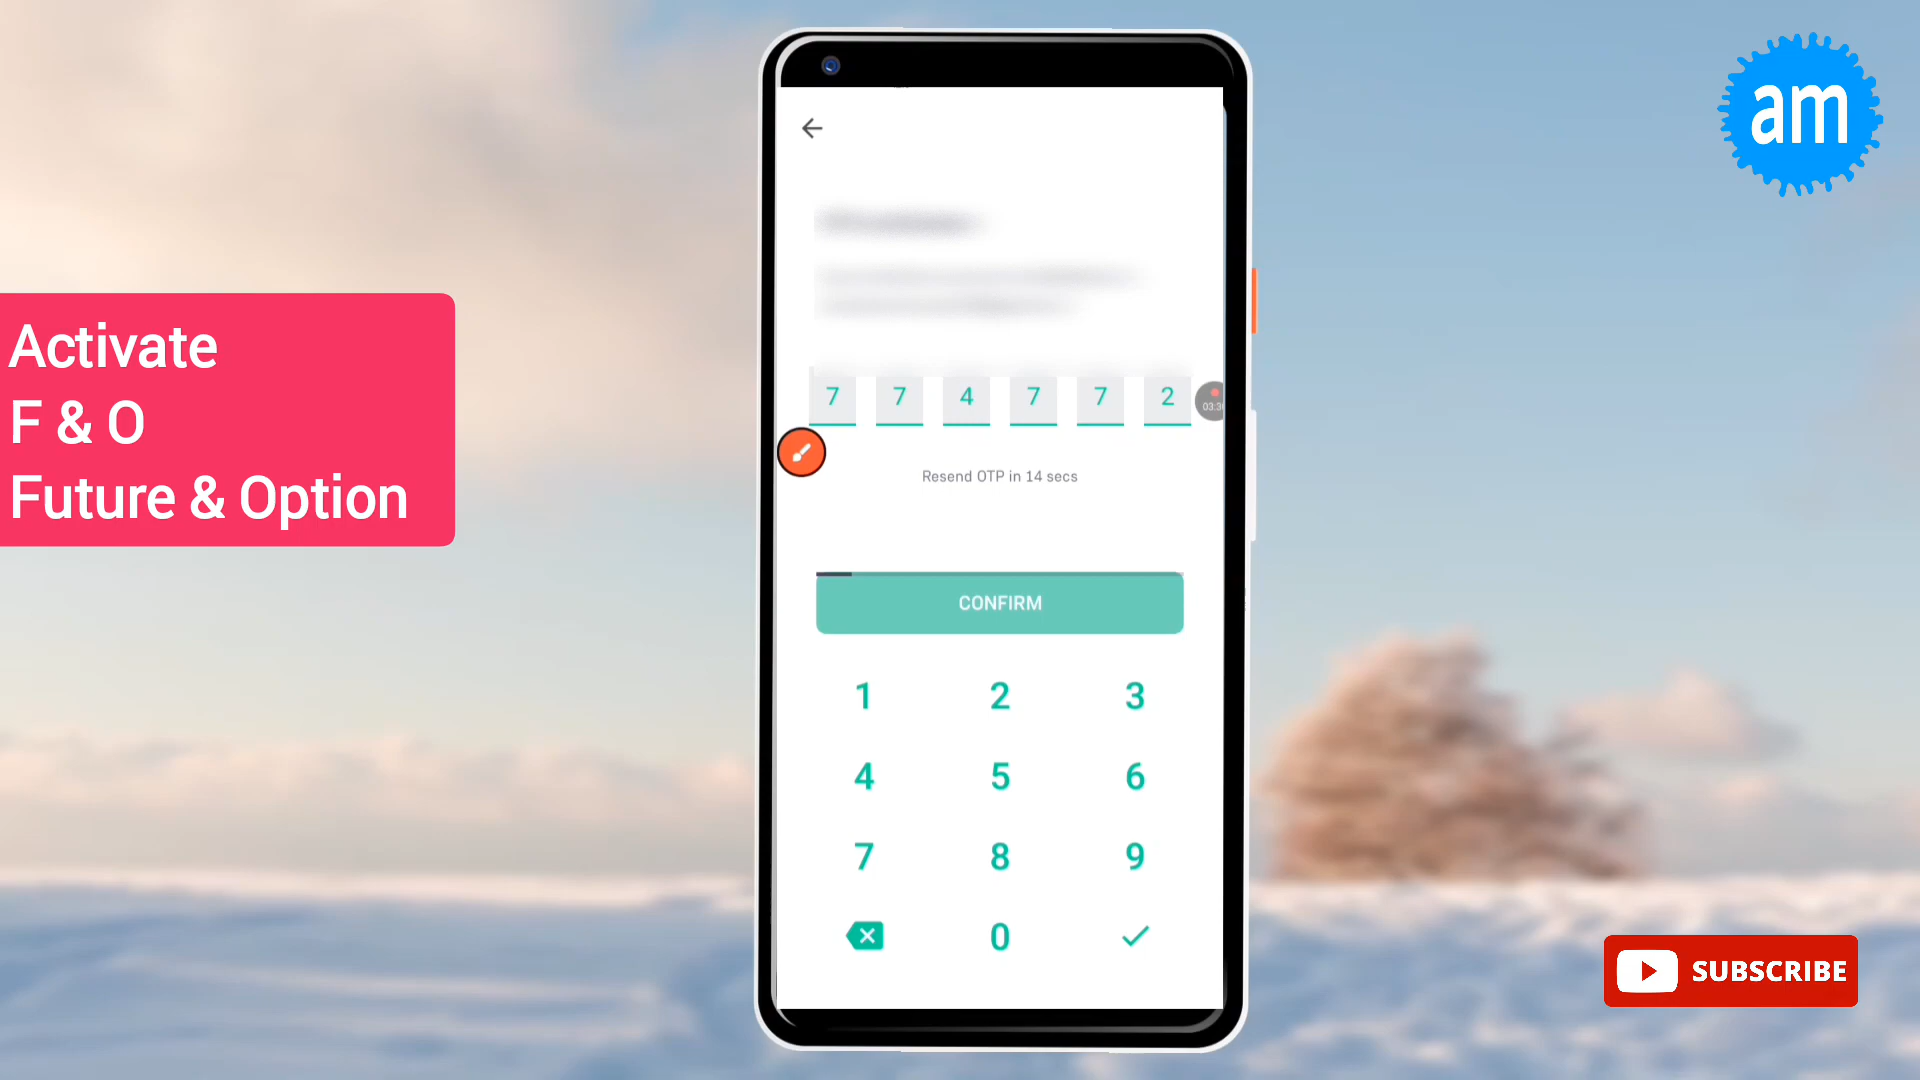 am
Activate
F & O
Future & Option
7 7 4 7 7 2
Resend OTP in 14 secs
CONFIRM
1 2 3
4 5 6
7 8 9
0
SUBSCRIBE